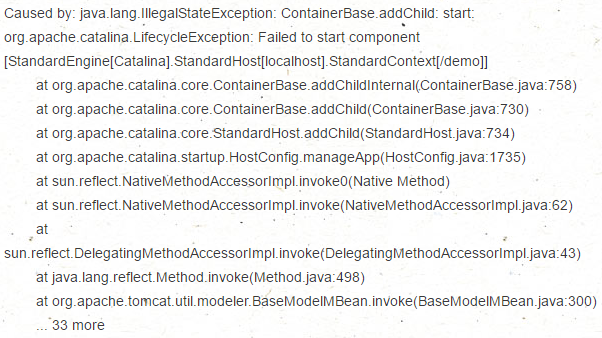 Caused by: java.lang.IllegalStateException: ContainerBase.addChild: start:
org.apache.catalina.LifecycleException: Failed to start component
[StandardEngine[Catalina].StandardHost[localhost].StandardContext[/demo]]
at org.apache.catalina.core.ContainerBase.addChildInternal(ContainerBase.java:758)
at org.apache.catalina.core.ContainerBase.addChild(ContainerBase.java:730)
at org.apache.catalina.core.StandardHost.addChild(StandardHost.java:734)
at org.apache.catalina.startup.HostConfig.manageApp(HostConfig.java:1735)
at sun.reflect.NativeMethodAccessorImpl.invoke0(Native Method)
at sun.reflect.NativeMethodAccessorImpl.invoke(NativeMethodAccessorImpl.java:62)
at
sun.reflect.DelegatingMethodAccessorImpl.invoke(DelegatingMethodAccessorImpl.java:43)
at java.lang.reflect.Method.invoke(Method.java:498)
at org.apache.tomcat.util.modeler.BaseModelMBean.invoke(BaseModelMBean.java:300)
... 33 more